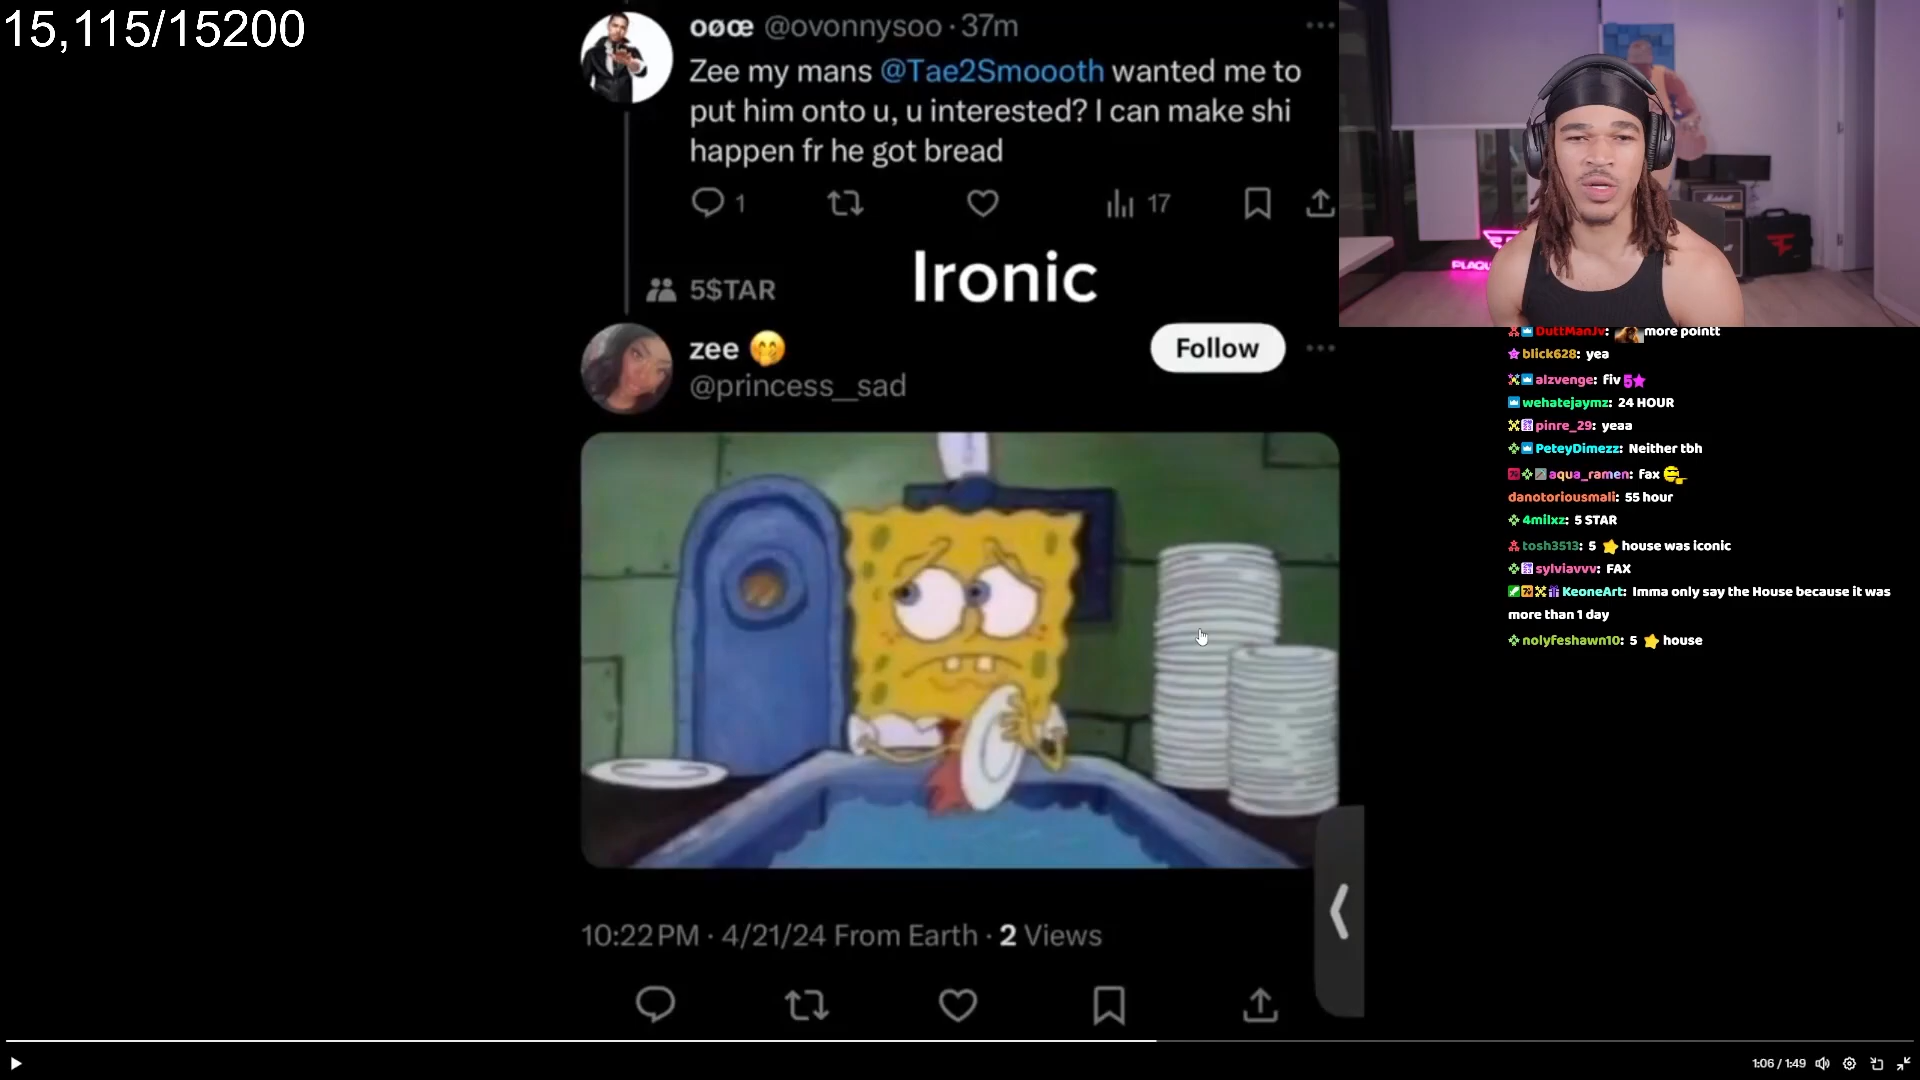 15,115/15200
oøœ @ovonnysoo · 37m
Zee my mans @Tae2Smoooth wanted me to
put him onto u, u interested? I can make shi
happen fr he got bread
1
17
Ironic
5$TAR
zee
@princess__sad
Follow
10:22 PM · 4/21/24 From Earth · 2 Views
DuttManJv: more pointt
blick628: yea
alzvenge: fiv 5
wehatejaymz: 24 HOUR
pinre_29: yeaa
PeteyDimezz: Neither tbh
aqua_ramen: fax
danotoriousmali: 55 hour
4milxz: 5 STAR
tosh3513: 5 ⭐ house was iconic
sylviavvv: FAX
KeoneArt: Imma only say the House because it was
more than 1 day
nolyfeshawn10: 5 ⭐ house
1:06 / 1:49